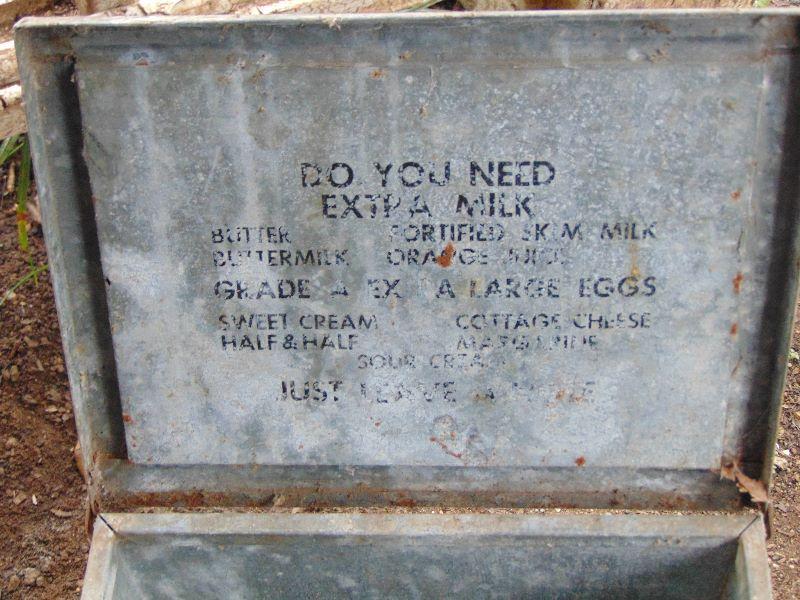 DO YOU NEED
EXTRA MILK
BUTTER FORTIFIED SKIM MILK
BUTTERMILK ORANGE JUICE
GRADE A EXTRA LARGE EGGS
SWEET CREAM COTTAGE CHEESE
HALF & HALF MARGARINE
SOUR CREAM
JUST LEAVE A NOTE